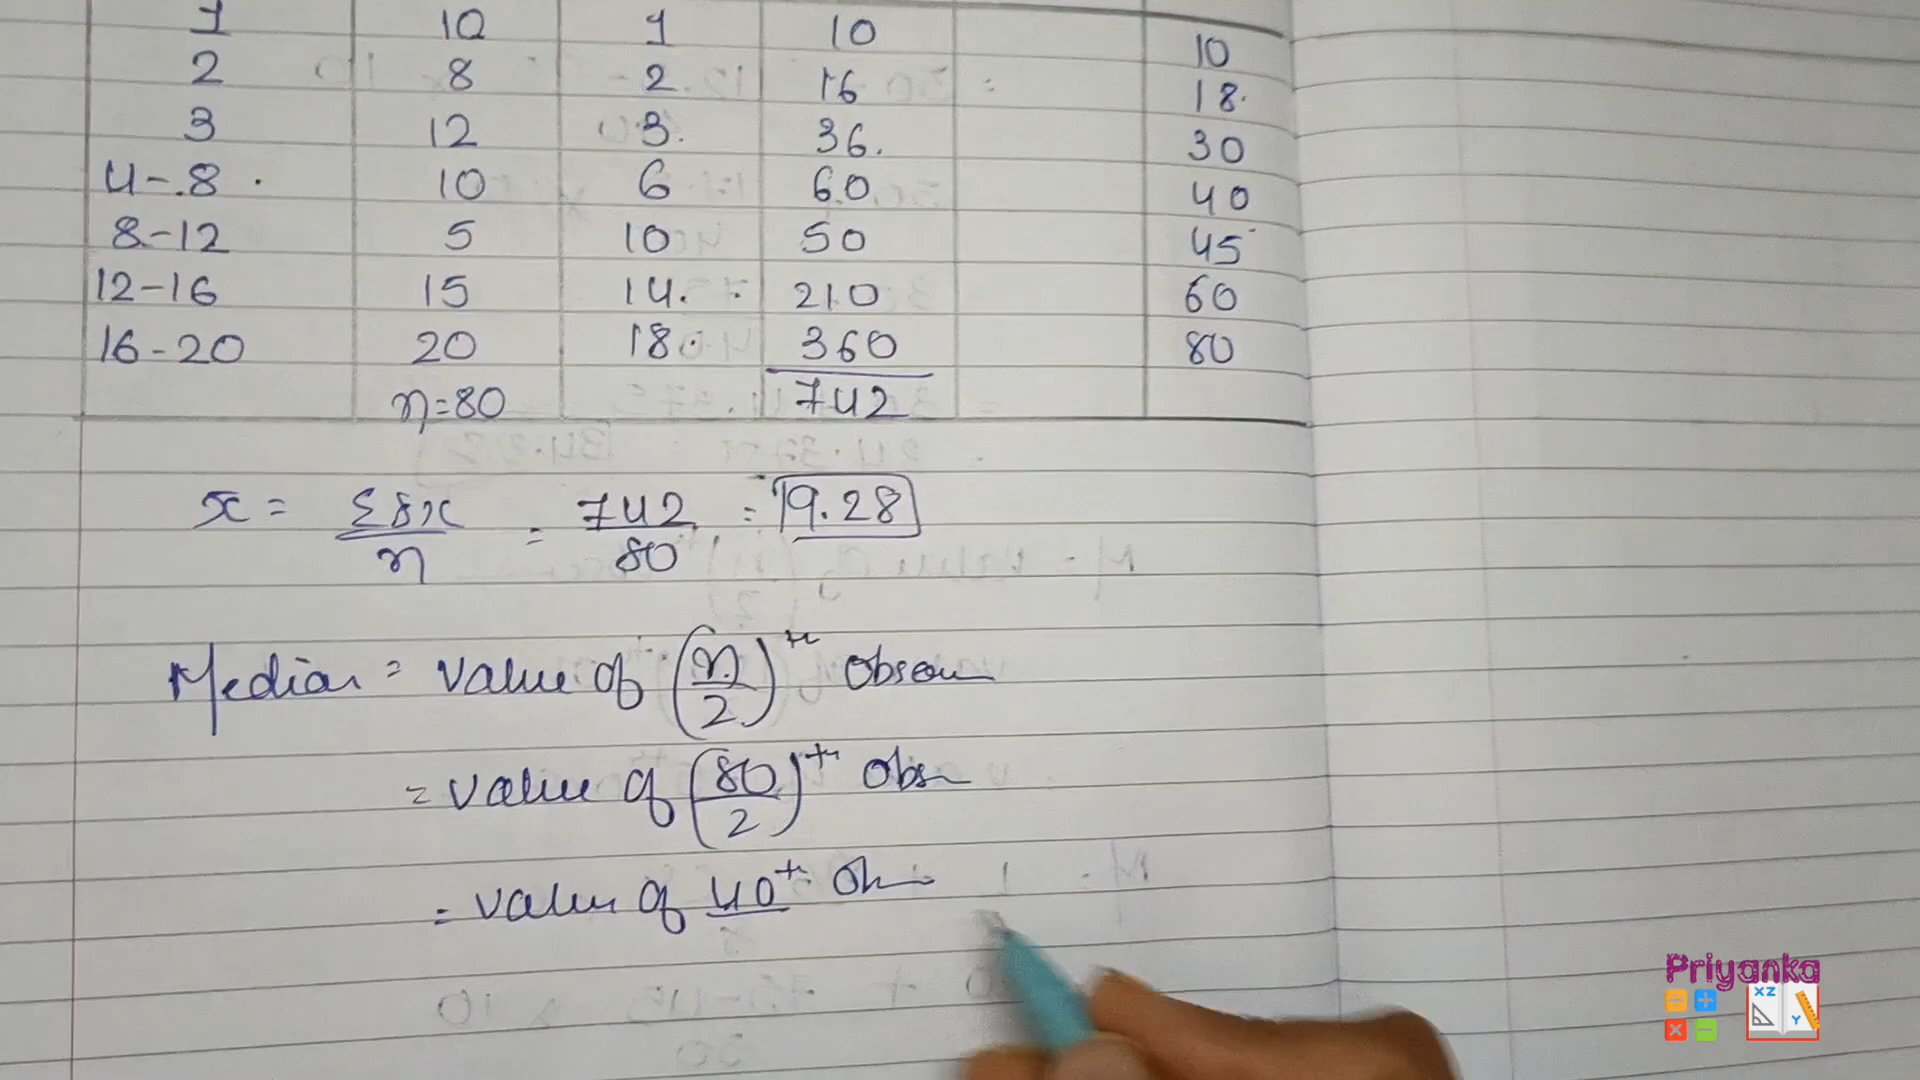 1 10 1 10 10
2 8 2 16 18
3 12 3. 36. 30
4-8 10 6 60 40
8-12 5 10 50 45
12-16 15 14. 210 60
16-20 20 18 360 80
n=80 742
x = Σfx / n = 742 / 80 = 9.28
Median = value of (n/2)th Obser
= value of (80/2)th Obs
= value of 40th Ob
Priyanka
XZ
Y